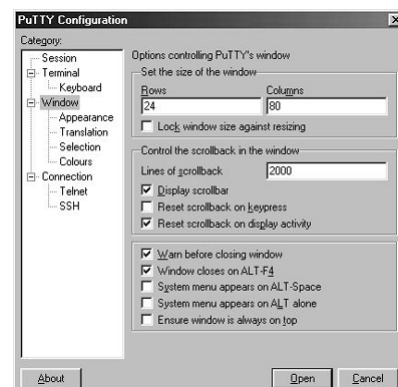 PuTTY Configuration
Category:
Session
Terminal
Keyboard
Window
Appearance
Translation
Selection
Colours
Connection
Telnet
SSH
Options controlling PuTTY's window
Set the size of the window
Rows
Columns
24
80
Lock window size against resizing
Control the scrollback in the window
Lines of scrollback
2000
Display scrollbar
Reset scrollback on keypress
Reset scrollback on display activity
Warn before closing window
Window closes on ALT-F4
System menu appears on ALT-Space
System menu appears on ALT alone
Ensure window is always on top
About
Open
Cancel